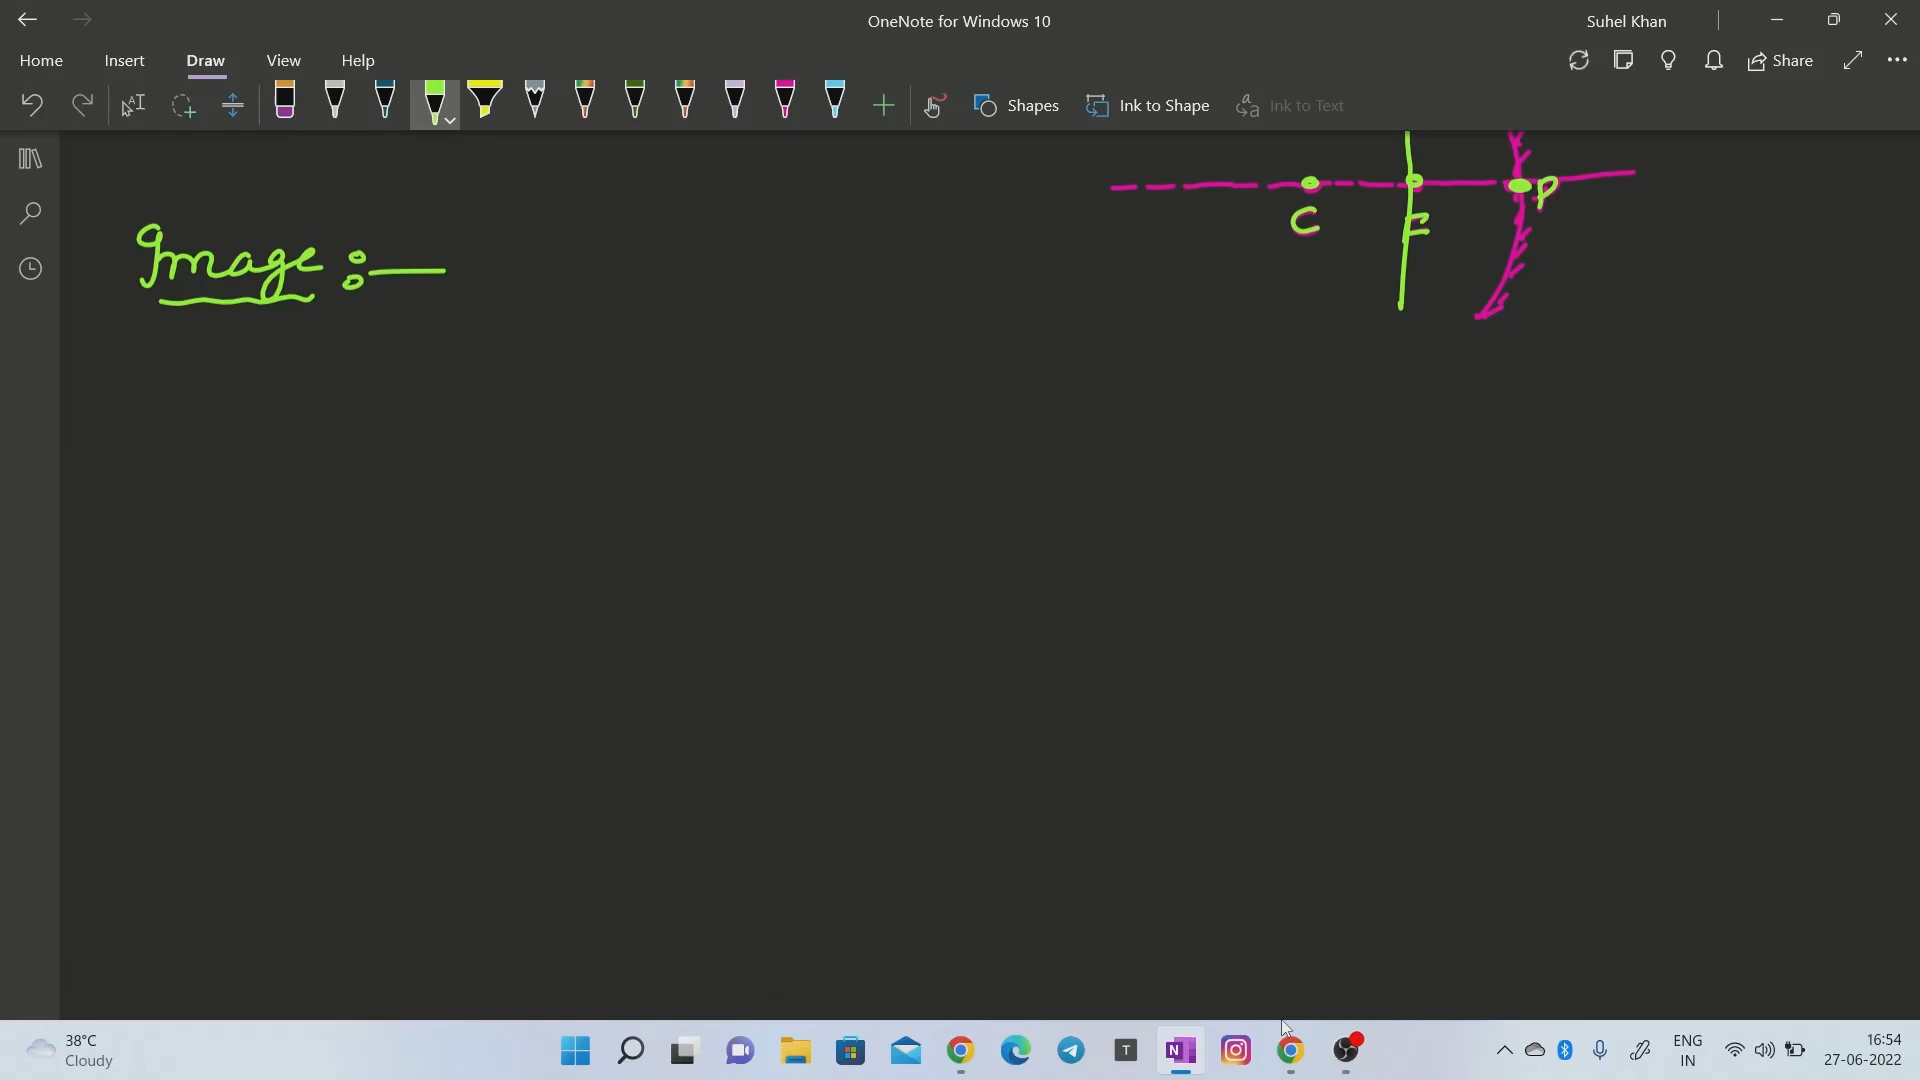 OneNote for Windows 10
Suhel Khan
Home Insert Draw View Help
Share
Shapes
Ink to Shape
Ink to Text
P
C F
Image :—
38°C
Cloudy
ENG
IN
16:54
27-06-2022